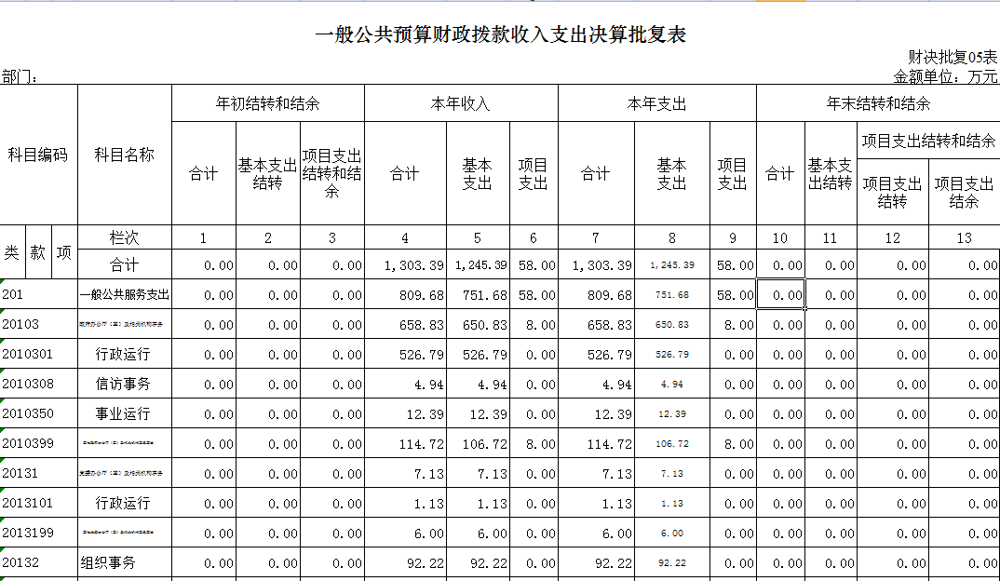 一般公共预算财政拨款收入支出决算批复表
财决批复05表
部门： 金额单位：万元
科目编码 科目名称 年初结转和结余 本年收入 本年支出 年末结转和结余
合计 基本支出结转 项目支出结转和结余 合计 基本支出 项目支出 合计 基本支出 项目支出 合计 基本支出结转 项目支出结转和结余
项目支出结转 项目支出结余
类 款 项 栏次 1 2 3 4 5 6 7 8 9 10 11 12 13
合计 0.00 0.00 0.00 1,303.39 1,245.39 58.00 1,303.39 1,245.39 58.00 0.00 0.00 0.00 0.00
201 一般公共服务支出 0.00 0.00 0.00 809.68 751.68 58.00 809.68 751.68 58.00 0.00 0.00 0.00 0.00
20103 政府办公厅（室）及相关机构事务 0.00 0.00 0.00 658.83 650.83 8.00 658.83 650.83 8.00 0.00 0.00 0.00 0.00
2010301 行政运行 0.00 0.00 0.00 526.79 526.79 0.00 526.79 526.79 0.00 0.00 0.00 0.00 0.00
2010308 信访事务 0.00 0.00 0.00 4.94 4.94 0.00 4.94 4.94 0.00 0.00 0.00 0.00 0.00
2010350 事业运行 0.00 0.00 0.00 12.39 12.39 0.00 12.39 12.39 0.00 0.00 0.00 0.00 0.00
2010399 0.00 0.00 0.00 114.72 106.72 8.00 114.72 106.72 8.00 0.00 0.00 0.00 0.00
20131 党委办公厅（室）及相关机构事务 0.00 0.00 0.00 7.13 7.13 0.00 7.13 7.13 0.00 0.00 0.00 0.00 0.00
2013101 行政运行 0.00 0.00 0.00 1.13 1.13 0.00 1.13 1.13 0.00 0.00 0.00 0.00 0.00
2013199 0.00 0.00 0.00 6.00 6.00 0.00 6.00 6.00 0.00 0.00 0.00 0.00 0.00
20132 组织事务 0.00 0.00 0.00 92.22 92.22 0.00 92.22 92.22 0.00 0.00 0.00 0.00 0.00